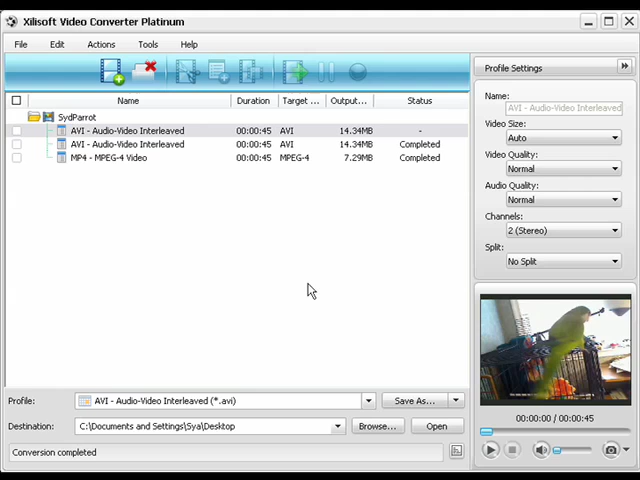 Xilisoft Video Converter Platinum
File Edit Actions Tools Help
Name Duration Target ... Output... Status
SydParrot
AVI - Audio-Video Interleaved 00:00:45 AVI 14.34MB -
AVI - Audio-Video Interleaved 00:00:45 AVI 14.34MB Completed
MP4 - MPEG-4 Video 00:00:45 MPEG-4 7.29MB Completed
Profile: AVI - Audio-Video Interleaved (*.avi) Save As...
Destination: C:\Documents and Settings\Sya\Desktop Browse... Open
Conversion completed
Profile Settings
Name:
AVI - Audio-Video Interleaved
Video Size:
Auto
Video Quality:
Normal
Audio Quality:
Normal
Channels:
2 (Stereo)
Split:
No Split
00:00:00 / 00:00:45